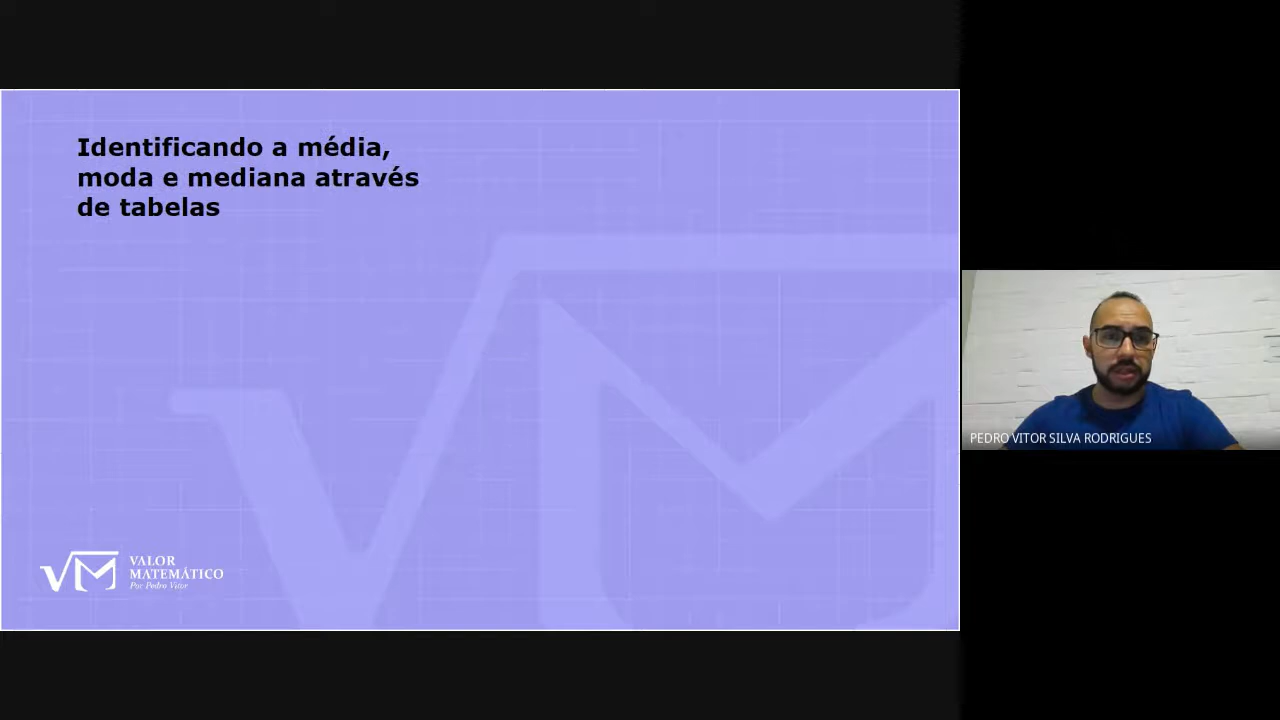 Identificando a média,
moda e mediana através
de tabelas
VALOR
MATEMÁTICO
Por Pedro Vitor
PEDRO VITOR SILVA RODRIGUES